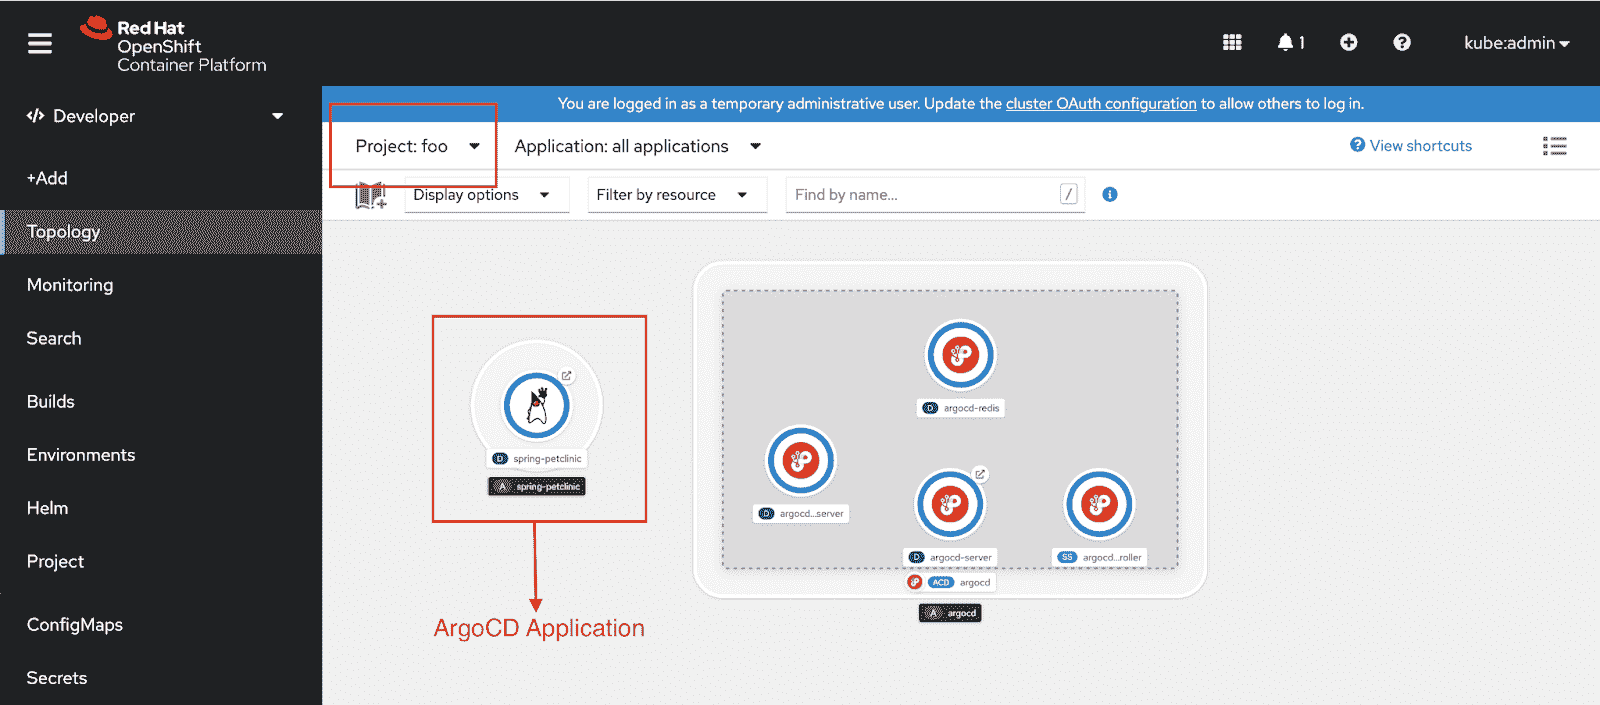 Red Hat
OpenShift
Container Platform
1
kube:admin
Developer
You are logged in as a temporary administrative user. Update the cluster OAuth configuration to allow others to log in.
Project: foo
Application: all applications
View shortcuts
+Add
Display options
Filter by resource
Find by name...
/
Topology
Monitoring
Search
Builds
Environments
Helm
Project
ConfigMaps
Secrets
D spring-petclinic
A spring-petclinic
ArgoCD Application
D argocd-redis
D argocd...server
D argocd-server
SS argocd...roller
ACD argocd
A argocd